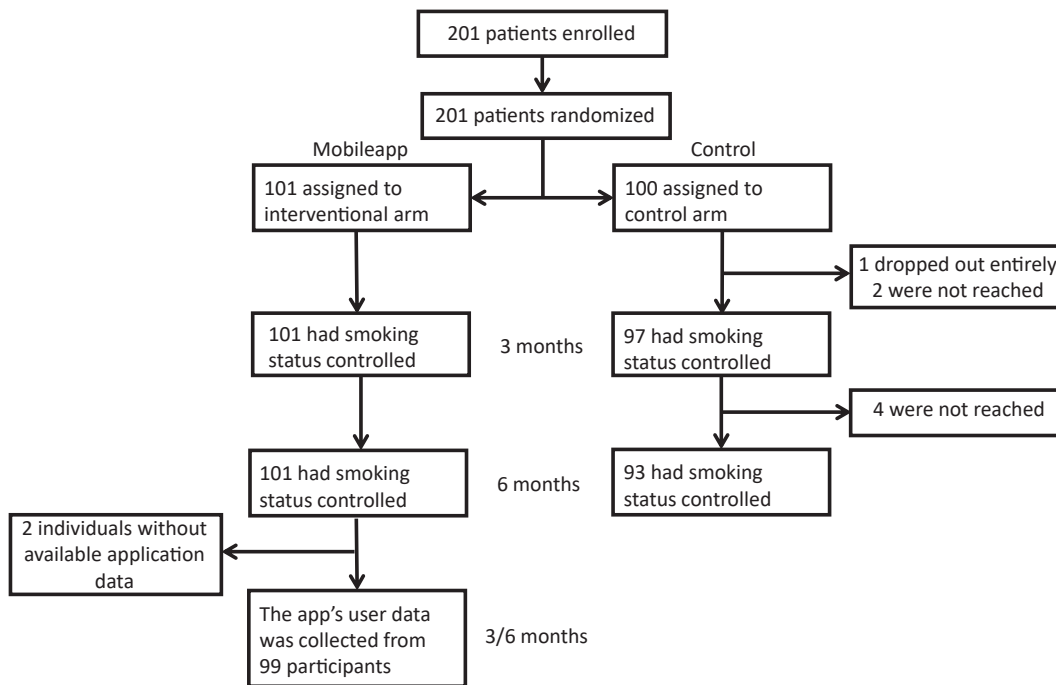 201 patients enrolled
201 patients randomized
Mobileapp
Control
101 assigned to
interventional arm
100 assigned to
control arm
1 dropped out entirely
2 were not reached
101 had smoking
status controlled
3 months
97 had smoking
status controlled
4 were not reached
101 had smoking
status controlled
6 months
93 had smoking
status controlled
2 individuals without
available application
data
The app's user data
was collected from
99 participants
3/6 months